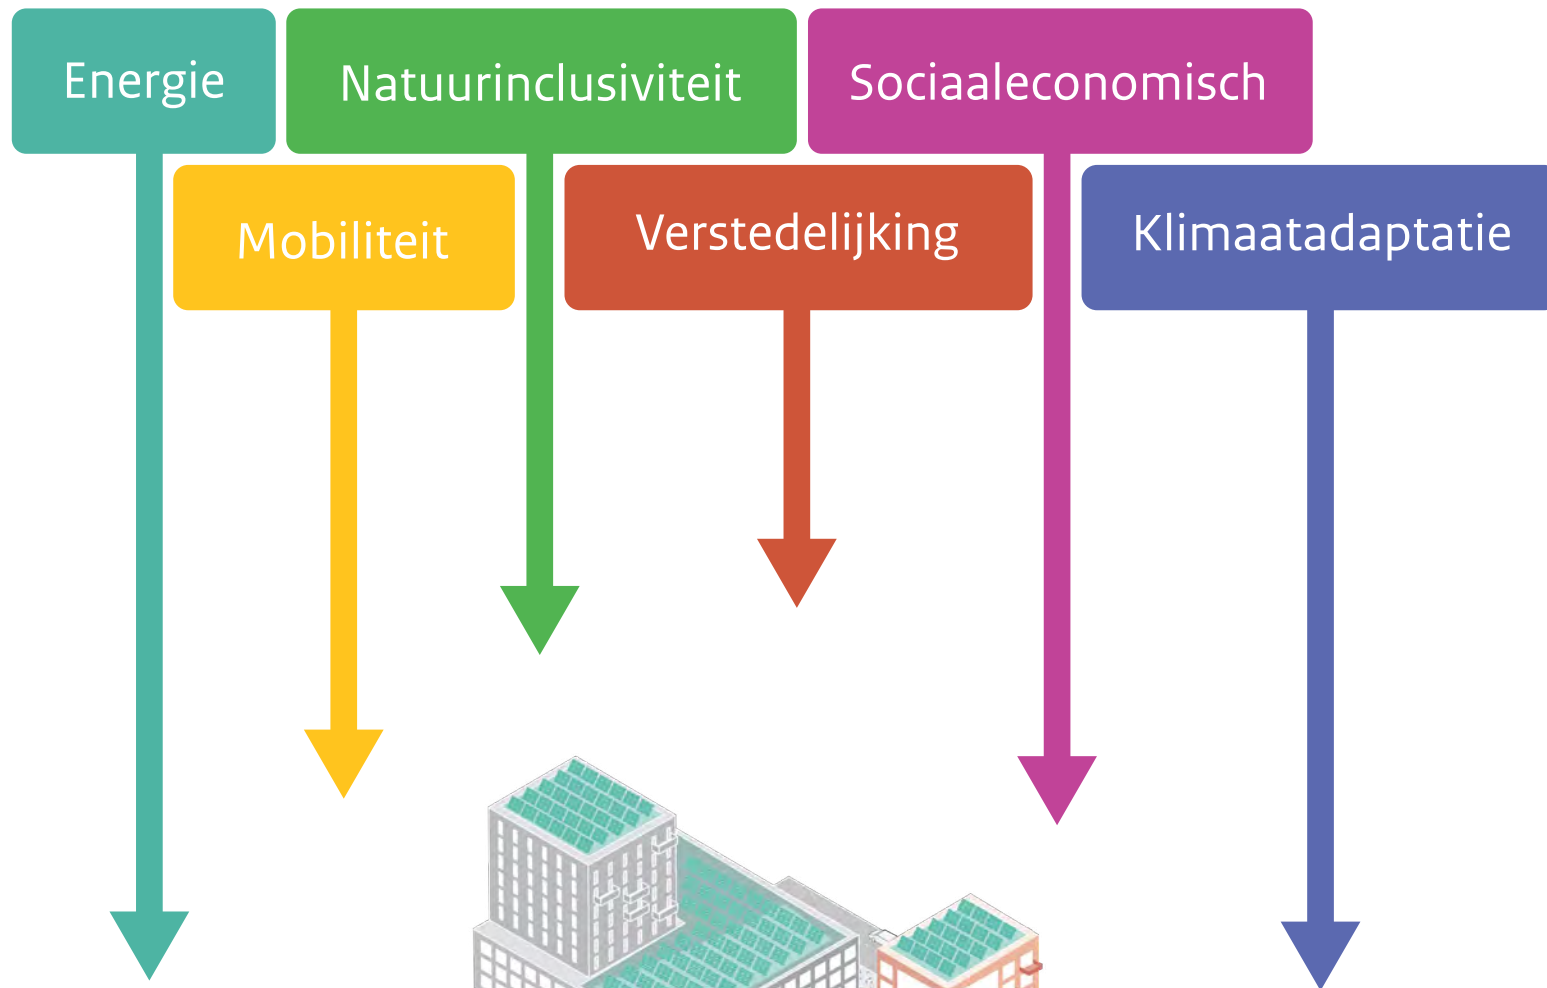 Energie
Natuurinclusiviteit
Sociaaleconomisch
Mobiliteit
Verstedelijking
Klimaatadaptatie